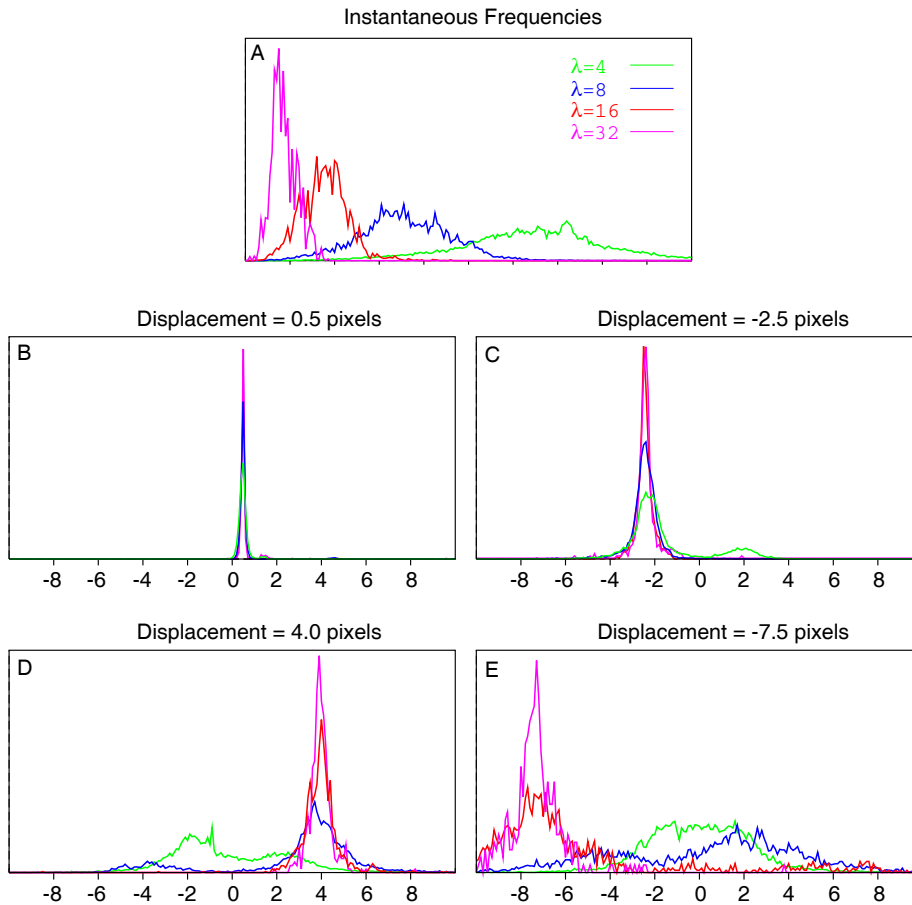 Instantaneous Frequencies
A
λ=4
λ=8
λ=16
λ=32
Displacement = 0.5 pixels
B
-8 -6 -4 -2 0 2 4 6 8
Displacement = -2.5 pixels
C
-8 -6 -4 -2 0 2 4 6 8
Displacement = 4.0 pixels
D
-8 -6 -4 -2 0 2 4 6 8
Displacement = -7.5 pixels
E
-8 -6 -4 -2 0 2 4 6 8